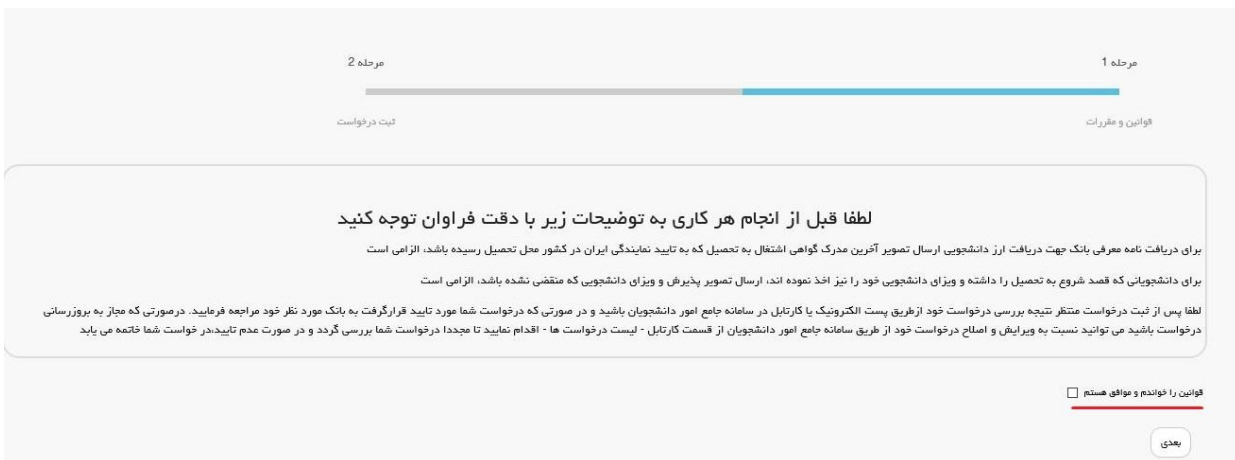 مرحله 1
مرحله 2
قوانین و مقررات
ثبت درخواست
لطفا قبل از انجام هر کاری به توضیحات زیر با دقت فراوان توجه کنید
برای دریافت نامه معرفی بانک جهت دریافت ارز دانشجویی ارسال تصویر آخرین مدرک گواهی اشتغال به تحصیل که به تایید نمایندگی ایران در کشور محل تحصیل رسیده باشد، الزامی است
برای دانشجویانی که قصد شروع به تحصیل را داشته و ویزای دانشجویی خود را نیز اخذ نموده اند، ارسال تصویر پذیرش و ویزای دانشجویی که منقضی نشده باشد، الزامی است
لطفا پس از ثبت درخواست منتظر نتیجه بررسی درخواست خود ازطریق پست الکترونیک یا کارتابل در سامانه جامع امور دانشجویان باشید و در صورتی که درخواست شما مورد تایید قرارگرفت به بانک مورد نظر خود مراجعه فرمایید. درصورتی که مجاز به بروزرسانی
درخواست باشید می توانید نسبت به ویرایش و اصلاح درخواست خود از طریق سامانه جامع امور دانشجویان از قسمت کارتابل - لیست درخواست ها - اقدام نمایید تا مجددا درخواست شما بررسی گردد و در صورت عدم تایید،در خواست شما خاتمه می یابد
قوانین را خواندم و موافق هستم
بعدی